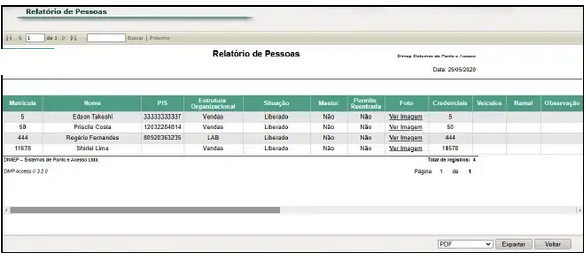 Relatório de Pessoas
1 de 1 Buscar | Próximo
Relatório de Pessoas
Dimep Sistemas de Ponto e Acesso
Data: 25/05/2020
Matrícula Nome PIS Estrutura Organizacional Situação Master Permite Reentrada Foto Credenciais Veículos Ramal Observação
5 Edson Takeshi 33333333337 Vendas Liberado Não Não Ver Imagem 5
50 Priscila Costa 12032284814 Vendas Liberado Não Não Ver Imagem 50
444 Rogério Fernandes 80920363235 LAB Liberado Não Não Ver Imagem 444
11678 Shirlei Lima Vendas Liberado Não Não Ver Imagem 11678
DIMEP – Sistemas de Ponto e Acesso Ltda. Total de registros: 4
DMP Access II 3.2.0 Página 1 de 1
PDF Exportar Voltar